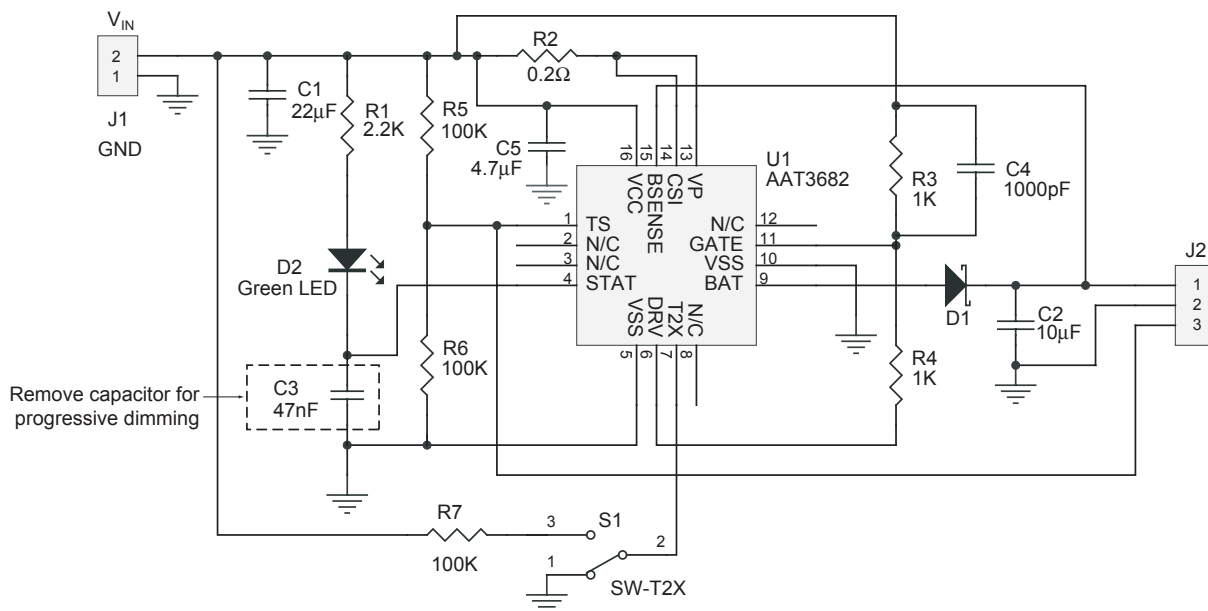 V_IN
2
1
J1
GND
C1
22μF
R1
2.2K
R5
100K
R2
0.2Ω
C5
4.7μF
16
15
14
13
VCC
BSENSE
CSI
VP
U1
AAT3682
R3
1K
C4
1000pF
1
TS
N/C
12
2
N/C
GATE
11
3
N/C
VSS
10
4
STAT
BAT
9
VSS
DRV
T2X
N/C
5
6
7
8
D2
Green LED
J2
1
2
3
D1
C2
10μF
R6
100K
R4
1K
Remove capacitor for
progressive dimming
C3
47nF
R7
100K
3
S1
1
2
SW-T2X